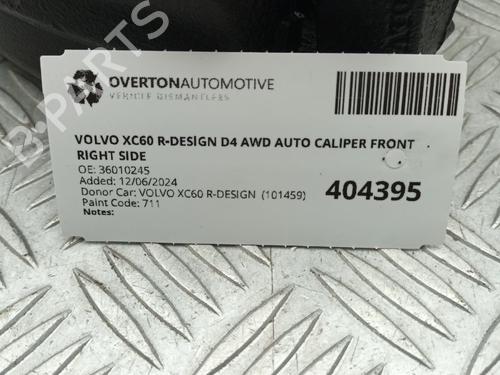 B-PARTS
OVERTONAUTOMOTIVE
VEHICLE DISMANTLERS
VOLVO XC60 R-DESIGN D4 AWD AUTO CALIPER FRONT
RIGHT SIDE
OE: 36010245
Added: 12/06/2024
Donor Car: VOLVO XC60 R-DESIGN (101459)
Paint Code: 711
Notes:
404395